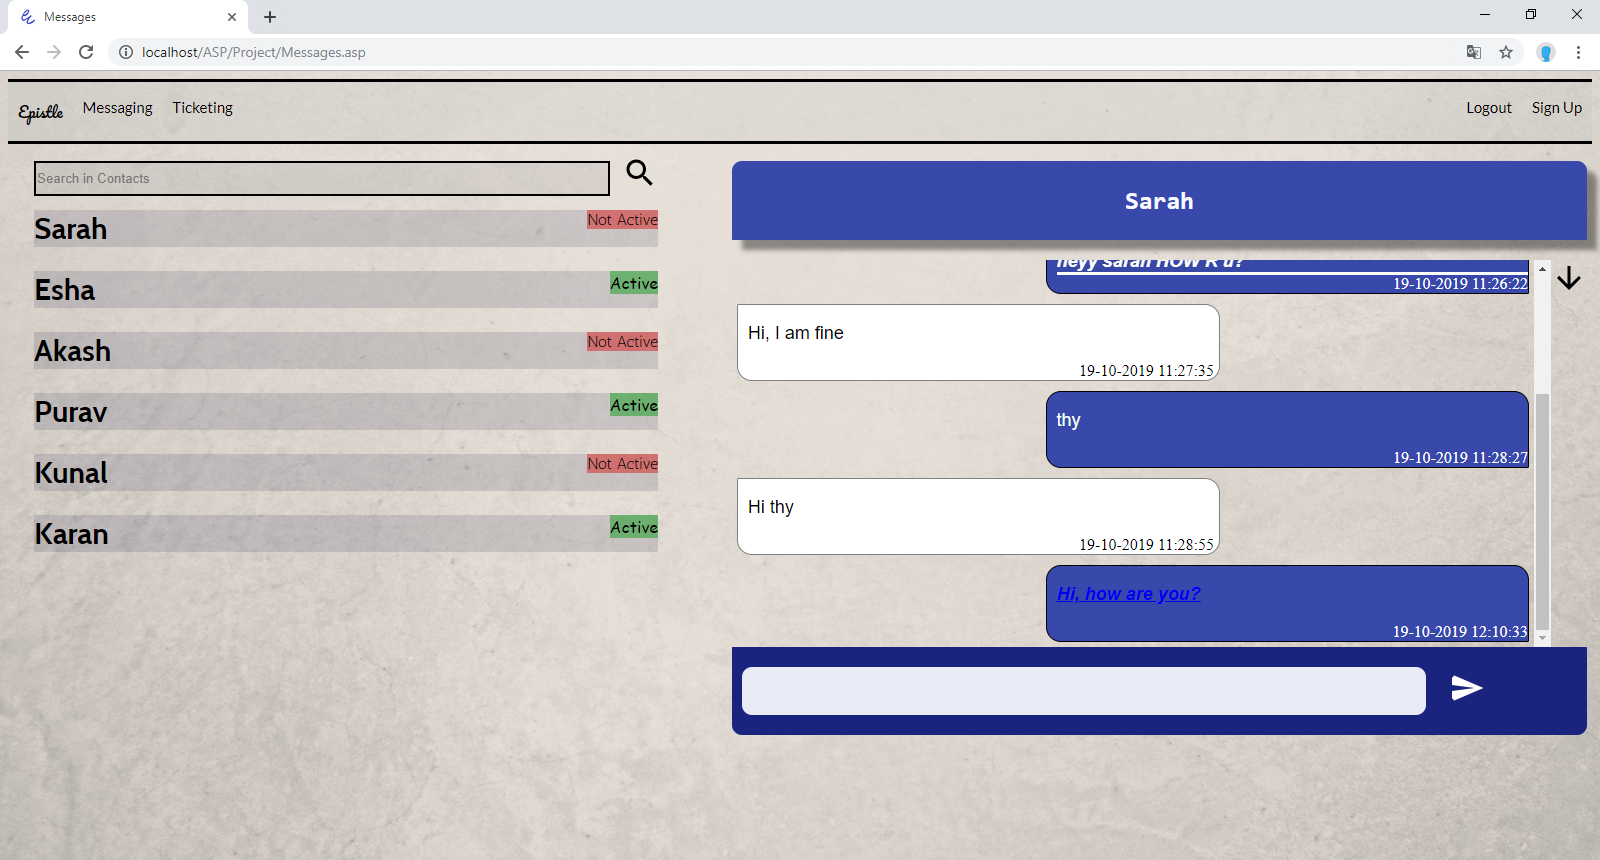 Messages
localhost/ASP/Project/Messages.asp
Epistle Messaging Ticketing Logout Sign Up
Search in Contacts
Sarah Not Active
Esha Active
Akash Not Active
Purav Active
Kunal Not Active
Karan Active
Sarah
heyy sarah HOW R u?
19-10-2019 11:26:22
Hi, I am fine
19-10-2019 11:27:35
thy
19-10-2019 11:28:27
Hi thy
19-10-2019 11:28:55
Hi, how are you?
19-10-2019 12:10:33